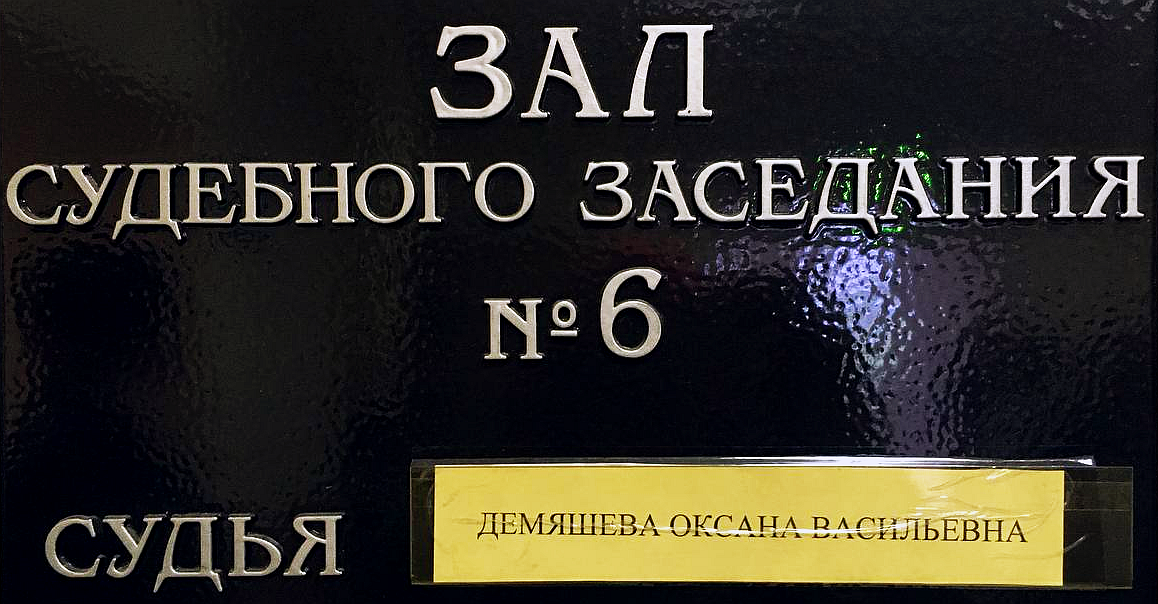 ЗАЛ
СУДЕБНОГО ЗАСЕДАНИЯ
№ 6
СУДЬЯ ДЕМЯШЕВА ОКСАНА ВАСИЛЬЕВНА